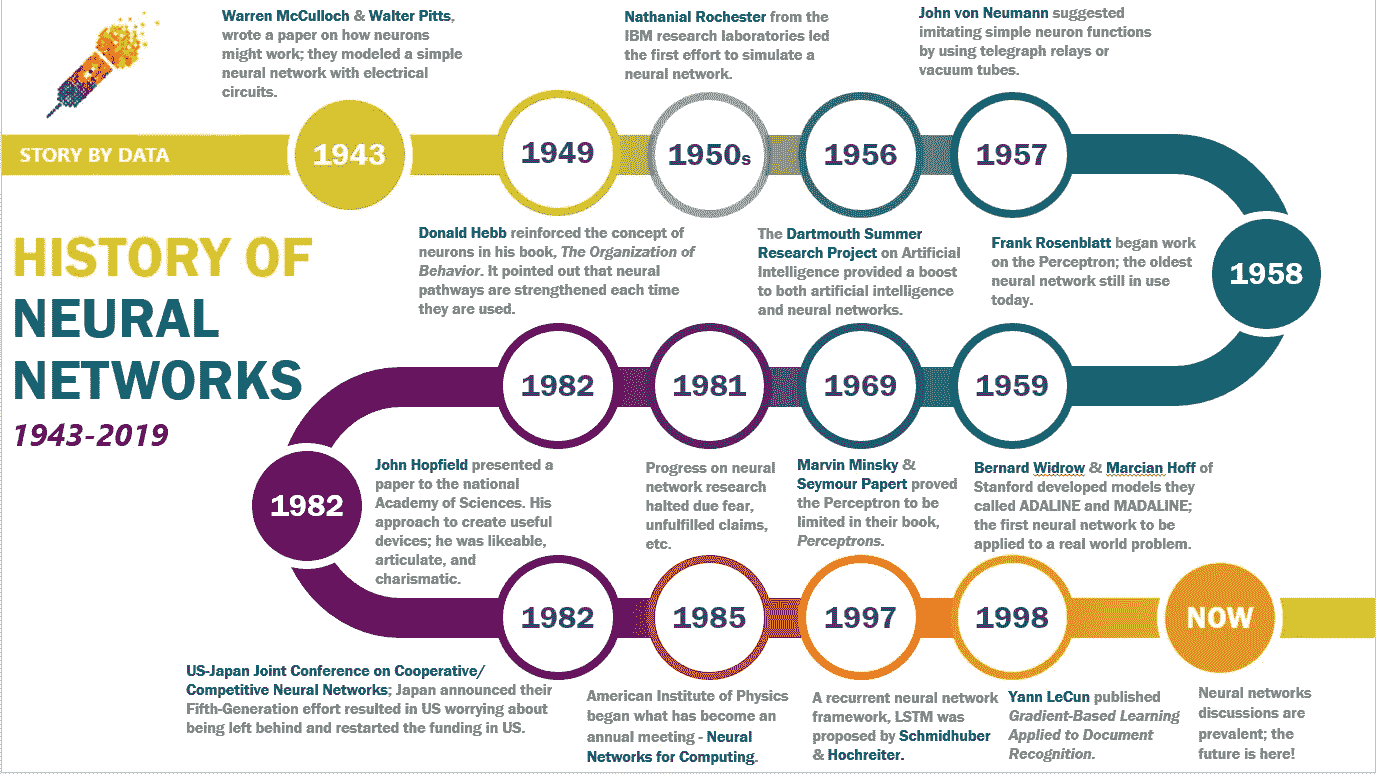 Warren McCulloch & Walter Pitts,
wrote a paper on how neurons
might work; they modeled a simple
neural network with electrical
circuits.
Nathanial Rochester from the
IBM research laboratories led
the first effort to simulate a
neural network.
John von Neumann suggested
imitating simple neuron functions
by using telegraph relays or
vacuum tubes.
STORY BY DATA
1943
1949
1950s
1956
1957
HISTORY OF
NEURAL
NETWORKS
1943-2019
Donald Hebb reinforced the concept of
neurons in his book, The Organization of
Behavior. It pointed out that neural
pathways are strengthened each time
they are used.
The Dartmouth Summer
Research Project on Artificial
Intelligence provided a boost
to both artificial intelligence
and neural networks.
Frank Rosenblatt began work
on the Perceptron; the oldest
neural network still in use
today.
1958
1982
1981
1969
1959
1982
John Hopfield presented a
paper to the national
Academy of Sciences. His
approach to create useful
devices; he was likeable,
articulate, and
charismatic.
Progress on neural
network research
halted due fear,
unfulfilled claims,
etc.
Marvin Minsky &
Seymour Papert proved
the Perceptron to be
limited in their book,
Perceptrons.
Bernard Widrow & Marcian Hoff of
Stanford developed models they
called ADALINE and MADALINE;
the first neural network to be
applied to a real world problem.
1982
1985
1997
1998
NOW
US-Japan Joint Conference on Cooperative/
Competitive Neural Networks; Japan announced their
Fifth-Generation effort resulted in US worrying about
being left behind and restarted the funding in US.
American Institute of Physics
began what has become an
annual meeting - Neural
Networks for Computing.
A recurrent neural network
framework, LSTM was
proposed by Schmidhuber
& Hochreiter.
Yann LeCun published
Gradient-Based Learning
Applied to Document
Recognition.
Neural networks
discussions are
prevalent; the
future is here!